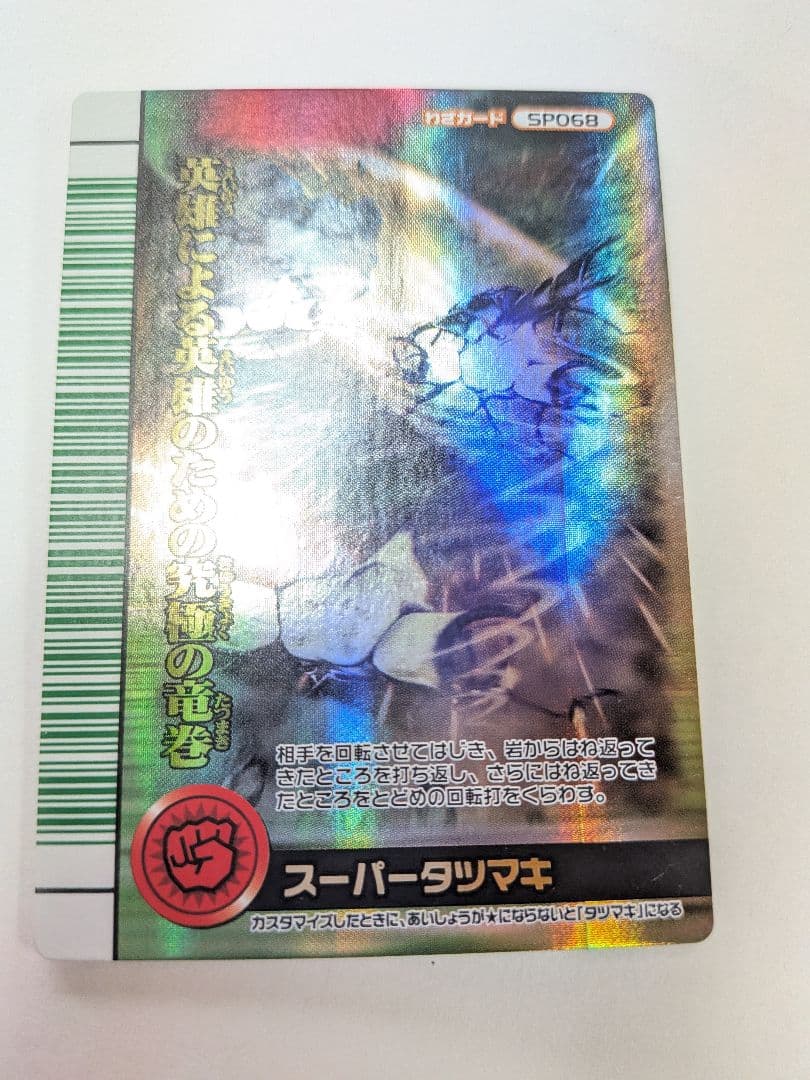 わざカード SP068
英雄による英雄のための究極の竜巻
相手を回転させてはじき、岩からはね返って
きたところを打ち返し、さらにはね返ってき
たところをとどめの回転打をくらわす。
スーパータツマキ
カスタマイズしたときに、あいしょうが★にならないと「タツマキ」になる